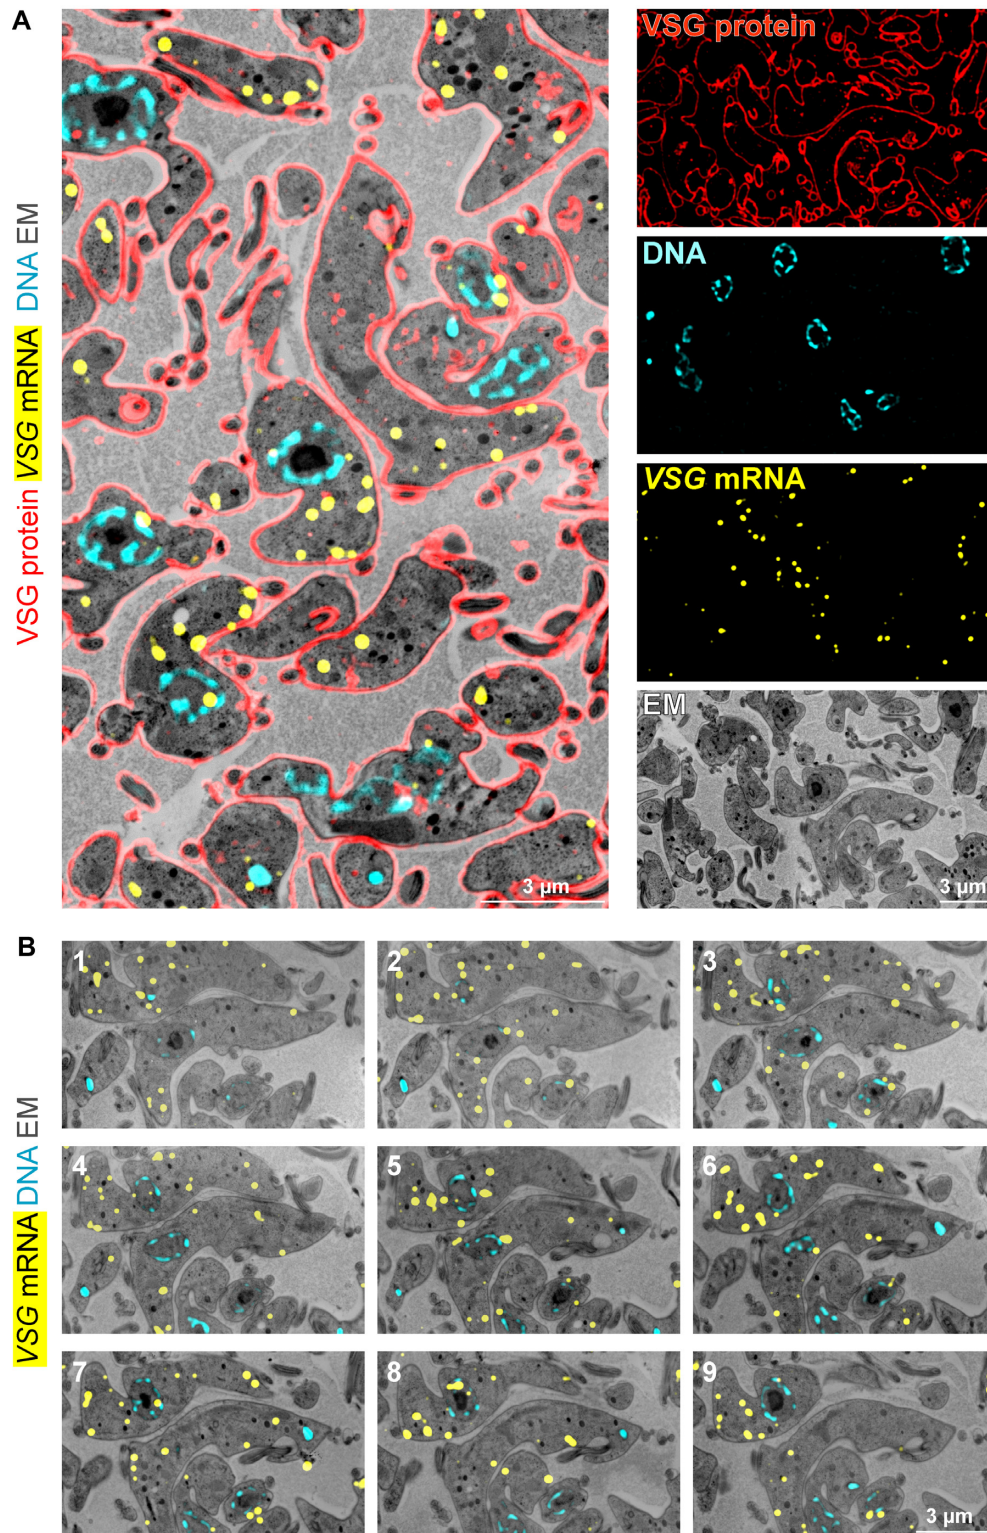 A
VSG protein VSG mRNA DNA EM
3 µm
VSG protein
DNA
VSG mRNA
EM
3 µm
B
VSG mRNA DNA EM
1
2
3
4
5
6
7
8
9
3 µm